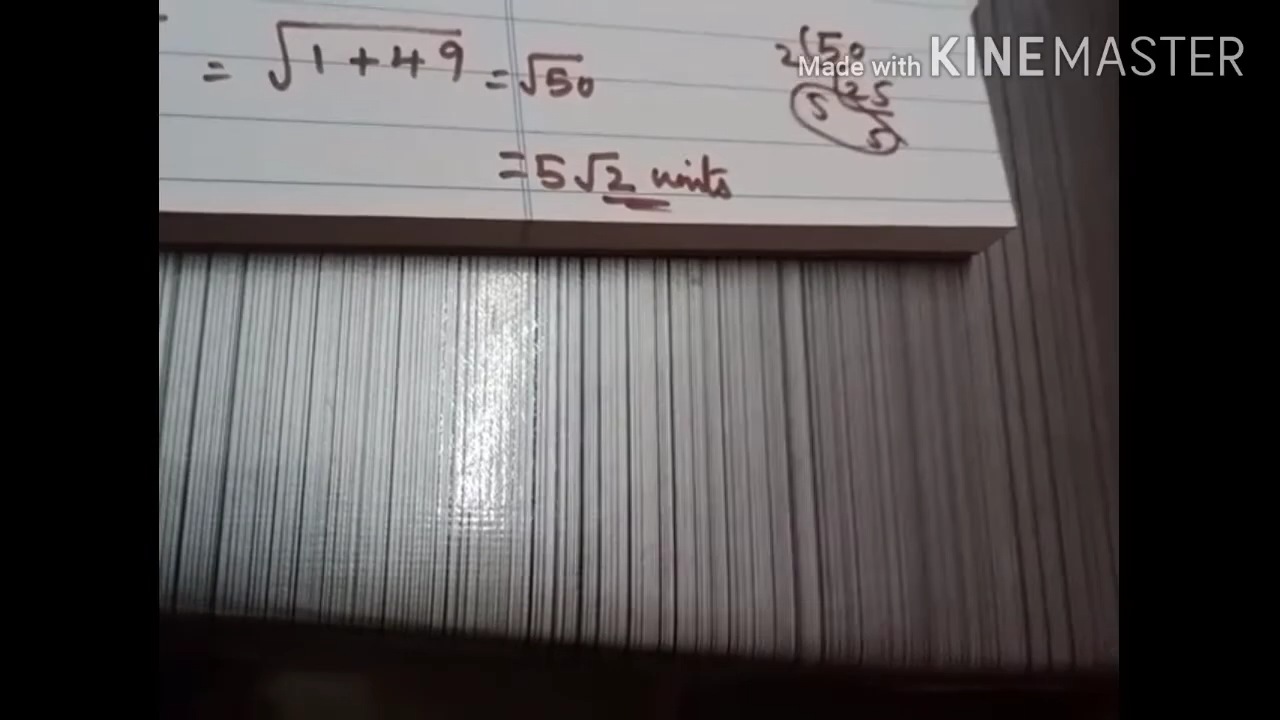 = √1+49 = √50
= 5√2 units
2 50
25
5 5
Made with KINEMASTER